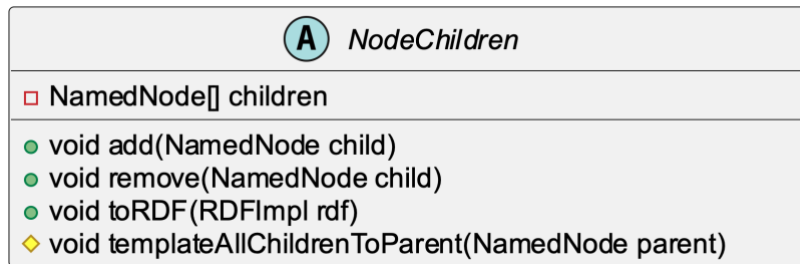 A NodeChildren
NamedNode[] children
void add(NamedNode child)
void remove(NamedNode child)
void toRDF(RDFImpl rdf)
void templateAllChildrenToParent(NamedNode parent)